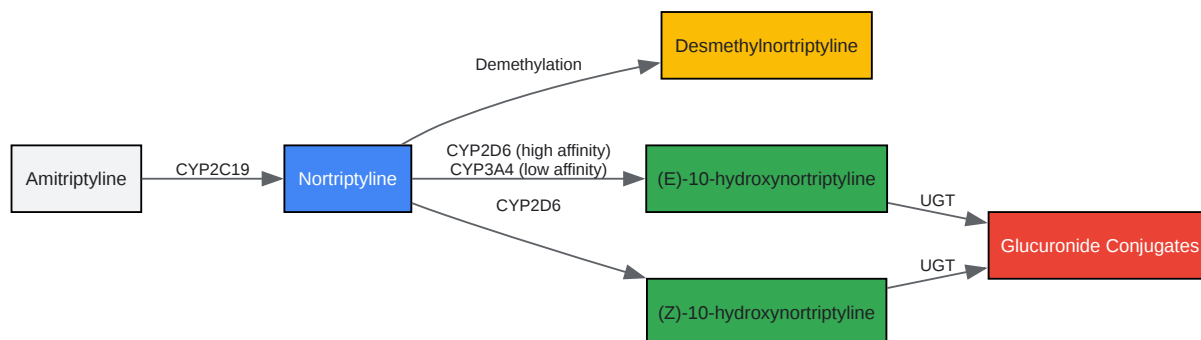 Desmethylnortriptyline
Demethylation
Amitriptyline
CYP2C19
Nortriptyline
CYP2D6 (high affinity)
CYP3A4 (low affinity)
(E)-10-hydroxynortriptyline
CYP2D6
UGT
Glucuronide Conjugates
UGT
(Z)-10-hydroxynortriptyline